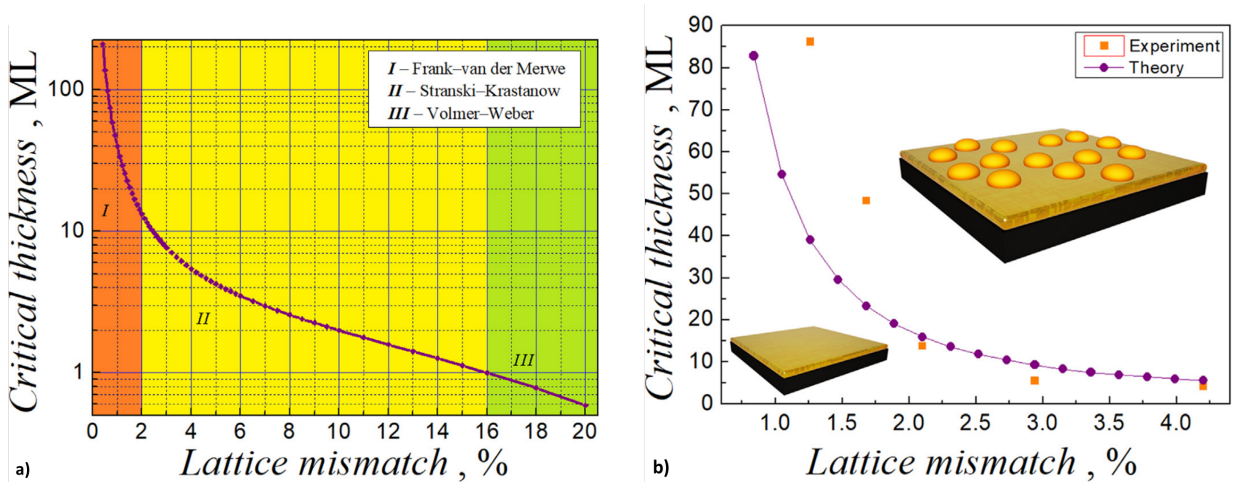 Critical thickness , ML
100
10
1
I – Frank–van der Merwe
II – Stranski–Krastanow
III – Volmer–Weber
I
II
III
0 2 4 6 8 10 12 14 16 18 20
Lattice mismatch , %
a)
Critical thickness , ML
90
80
70
60
50
40
30
20
10
0
Experiment
Theory
1.0 1.5 2.0 2.5 3.0 3.5 4.0
Lattice mismatch , %
b)